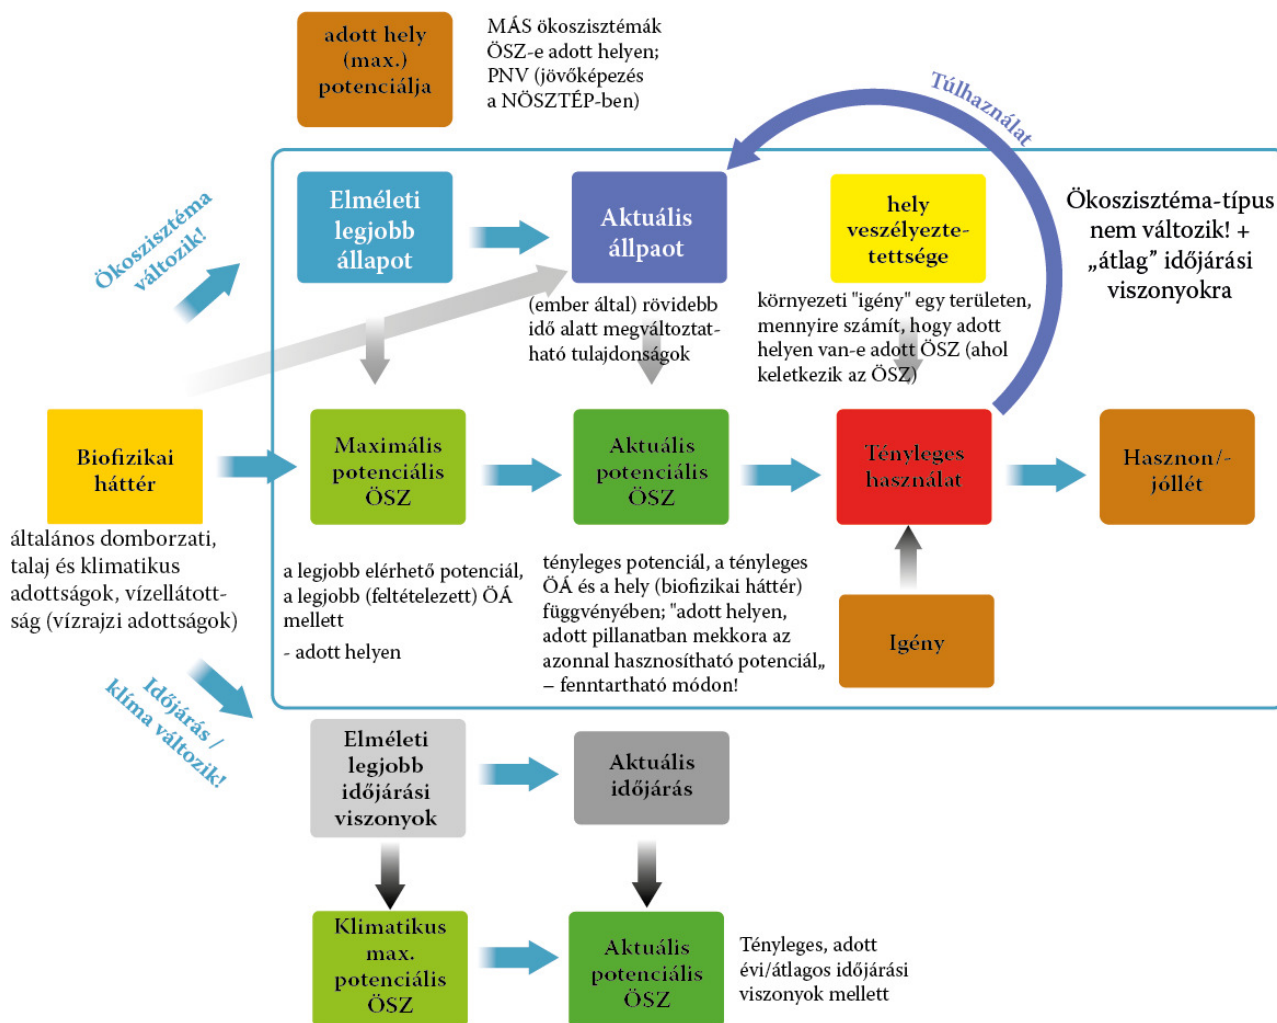 adott hely
(max.)
potenciálja
MÁS ökoszisztémák
ÖSZ-e adott helyen;
PNV (jövőképezés
a NÖSZTÉP-ben)
Túlhasználat
Ökoszisztéma
változik!
Elméleti
legjobb
állapot
Aktuális
állpaot
hely
veszélyezte-
tettsége
Ökoszisztéma-típus
nem változik! +
„átlag” időjárási
viszonyokra
(ember által) rövidebb
idő alatt megváltoztat-
ható tulajdonságok
környezeti "igény" egy területen,
mennyire számít, hogy adott
helyen van-e adott ÖSZ (ahol
keletkezik az ÖSZ)
Biofizikai
háttér
Maximális
potenciális
ÖSZ
Aktuális
potenciális
ÖSZ
Tényleges
használat
Hasznon/-
jóllét
általános domborzati,
talaj és klimatikus
adottságok, vízellátott-
ság (vízrajzi adottságok)
a legjobb elérhető potenciál,
a legjobb (feltételezett) ÖÁ
mellett
- adott helyen
tényleges potenciál, a tényleges
ÖÁ és a hely (biofizikai háttér)
függvényében; "adott helyen,
adott pillanatban mekkora az
azonnal hasznosítható potenciál„
– fenntartható módon!
Igény
Időjárás /
klíma változik!
Elméleti
legjobb
időjárási
viszonyok
Aktuális
időjárás
Klimatikus
max.
potenciális
ÖSZ
Aktuális
potenciális
ÖSZ
Tényleges, adott
évi/átlagos időjárási
viszonyok mellett